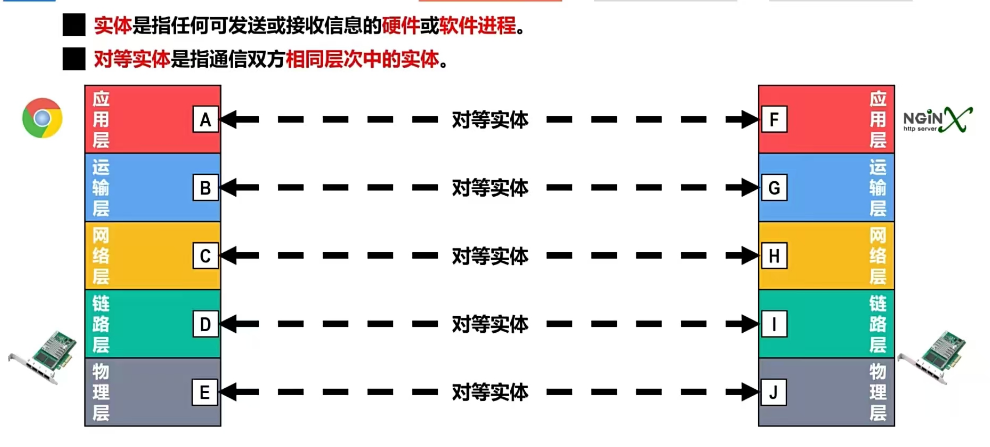 实体是指任何可发送或接收信息的硬件或软件进程。
对等实体是指通信双方相同层次中的实体。
应用层 A 对等实体 F 应用层
NGiNX
http server
运输层 B 对等实体 G 运输层
网络层 C 对等实体 H 网络层
链路层 D 对等实体 I 链路层
物理层 E 对等实体 J 物理层